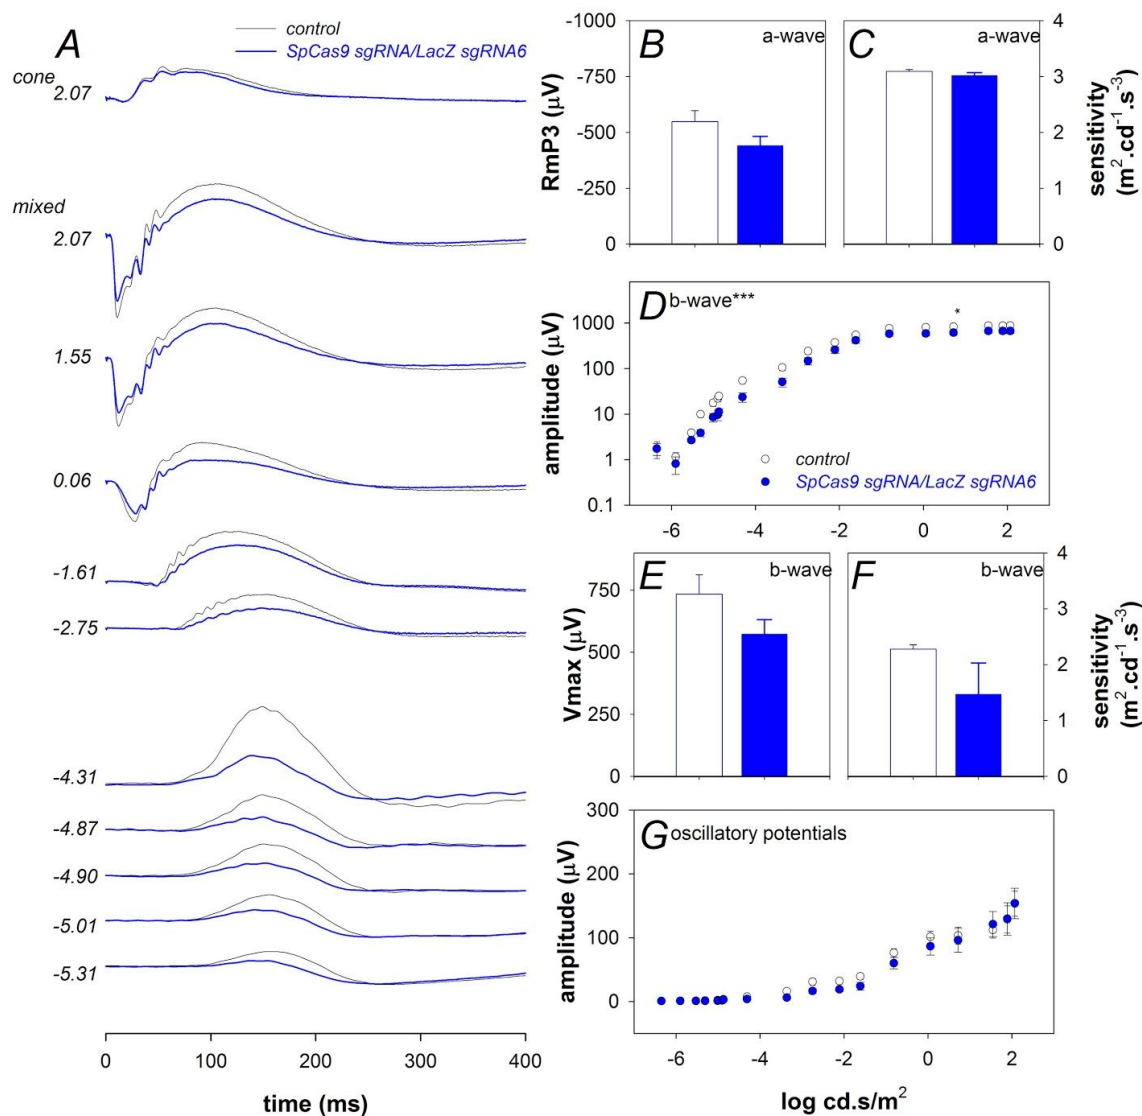 A
control
SpCas9 sgRNA/LacZ sgRNA6
cone
2.07
mixed
2.07
1.55
0.06
-1.61
-2.75
-4.31
-4.87
-4.90
-5.01
-5.31
0 100 200 300 400
time (ms)
B a-wave
-1000
-750
-500
-250
0
RmP3 (μV)
C a-wave
4
3
2
1
0
sensitivity
(m².cd⁻¹.s⁻³)
D b-wave***
*
1000
100
10
1
0.1
amplitude (μV)
control
SpCas9 sgRNA/LacZ sgRNA6
-6 -4 -2 0 2
E b-wave
750
500
250
0
Vmax (μV)
F b-wave
4
3
2
1
0
sensitivity
(m².cd⁻¹.s⁻³)
G oscillatory potentials
300
200
100
0
amplitude (μV)
-6 -4 -2 0 2
log cd.s/m²